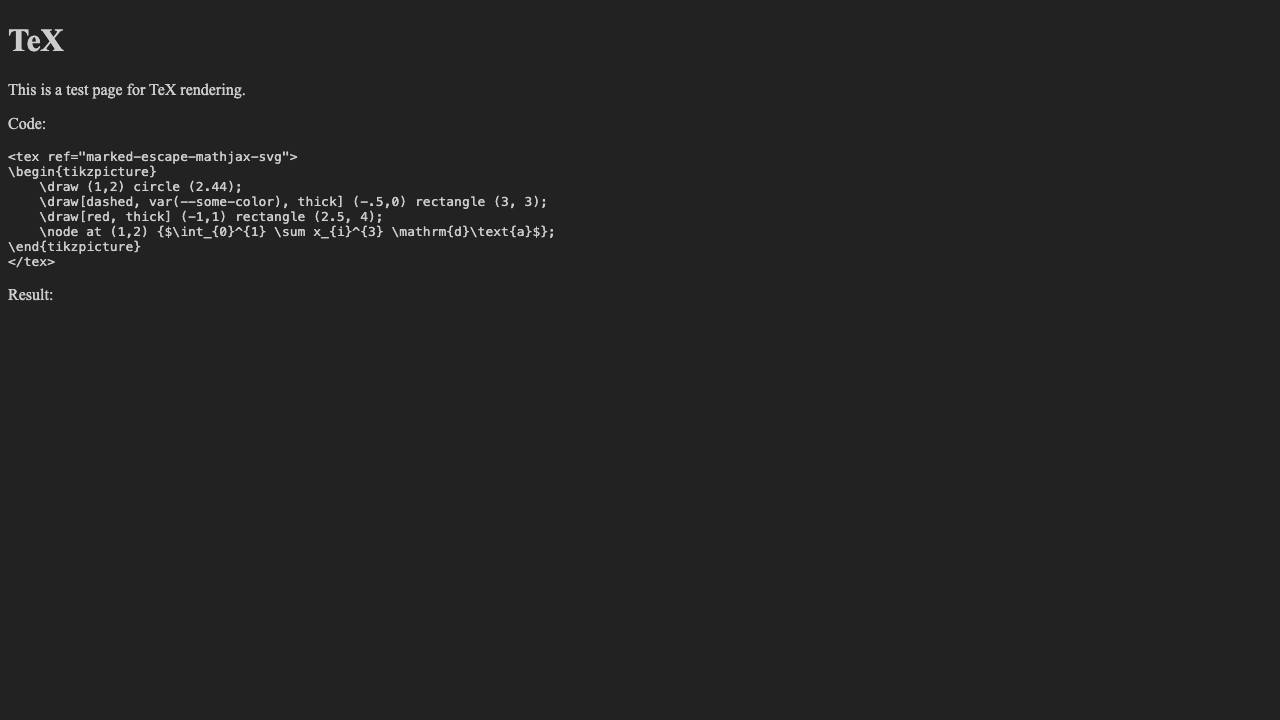 TeX
This is a test page for TeX rendering.
Code:
<tex ref="marked-escape-mathjax-svg">
\begin{tikzpicture}
    \draw (1,2) circle (2.44);
    \draw[dashed, var(--some-color), thick] (-.5,0) rectangle (3, 3);
    \draw[red, thick] (-1,1) rectangle (2.5, 4);
    \node at (1,2) {$\int_{0}^{1} \sum x_{i}^{3} \mathrm{d}\text{a}$};
\end{tikzpicture}
</tex>
Result: